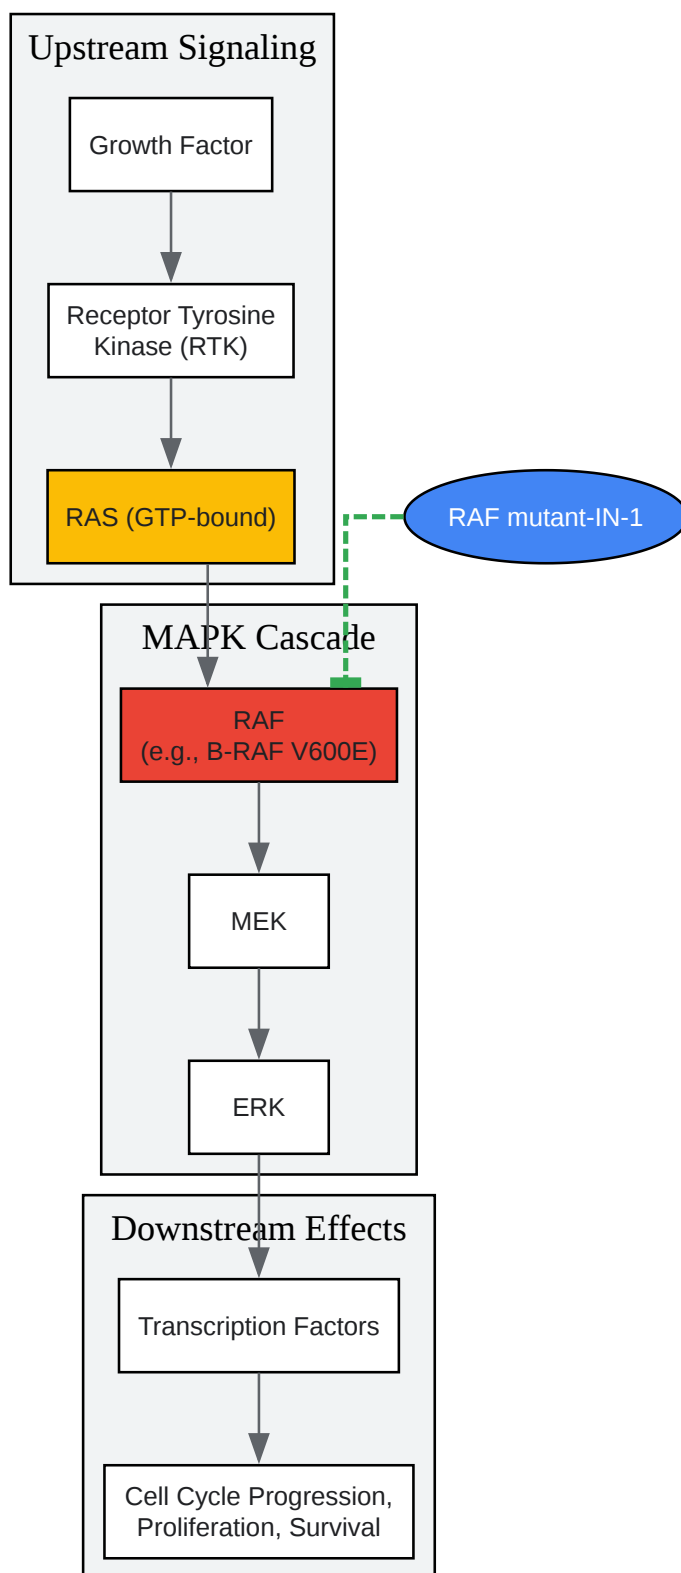 Upstream Signaling
Growth Factor
Receptor Tyrosine
Kinase (RTK)
RAS (GTP-bound)
RAF mutant-IN-1
MAPK Cascade
RAF
(e.g., B-RAF V600E)
MEK
ERK
Downstream Effects
Transcription Factors
Cell Cycle Progression,
Proliferation, Survival